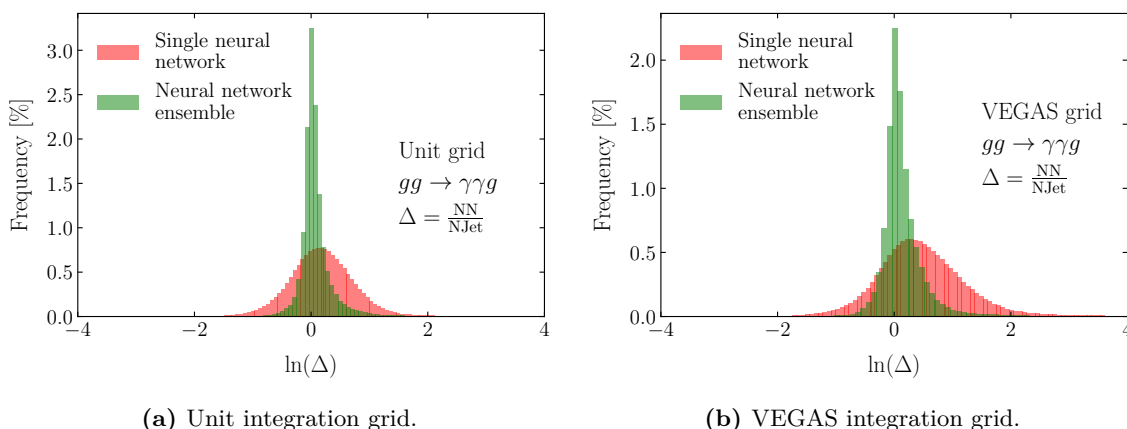 Single neural
network
Neural network
ensemble
Unit grid
gg → γγg
Δ = NN/NJet
Frequency [%]
3.0
2.5
2.0
1.5
1.0
0.5
0.0
−4
−2
0
2
4
ln(Δ)
(a) Unit integration grid.
Single neural
network
Neural network
ensemble
VEGAS grid
gg → γγg
Δ = NN/NJet
Frequency [%]
2.0
1.5
1.0
0.5
0.0
−4
−2
0
2
4
ln(Δ)
(b) VEGAS integration grid.